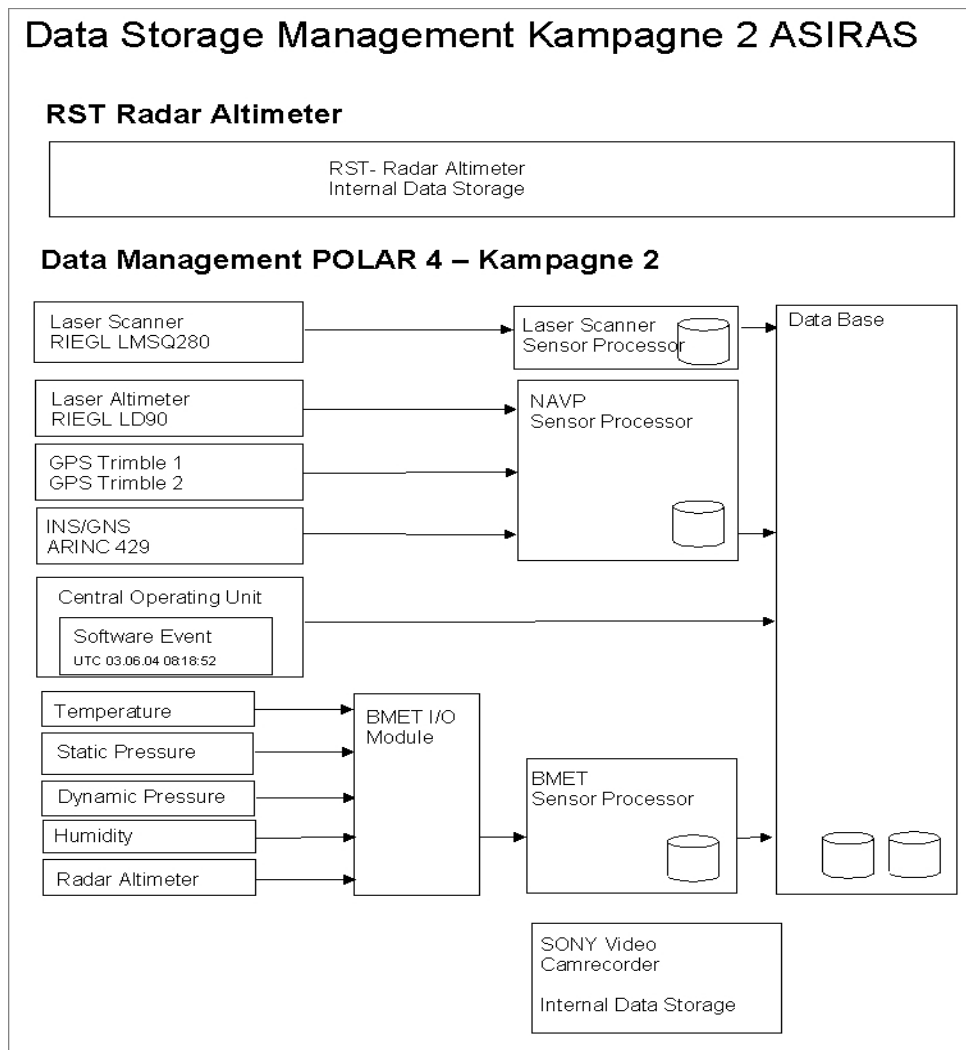 Data Storage Management Kampagne 2 ASIRAS
RST Radar Altimeter
RST- Radar Altimeter
Internal Data Storage
Data Management POLAR 4 – Kampagne 2
Laser Scanner
RIEGL LMSQ280
Laser Scanner
Sensor Processor
Data Base
Laser Altimeter
RIEGL LD90
NAVP
Sensor Processor
GPS Trimble 1
GPS Trimble 2
INS/GNS
ARINC 429
Central Operating Unit
Software Event
UTC 03.06.04 08:18:52
Temperature
Static Pressure
Dynamic Pressure
Humidity
Radar Altimeter
BMET I/O
Module
BMET
Sensor Processor
SONY Video
Camrecorder
Internal Data Storage